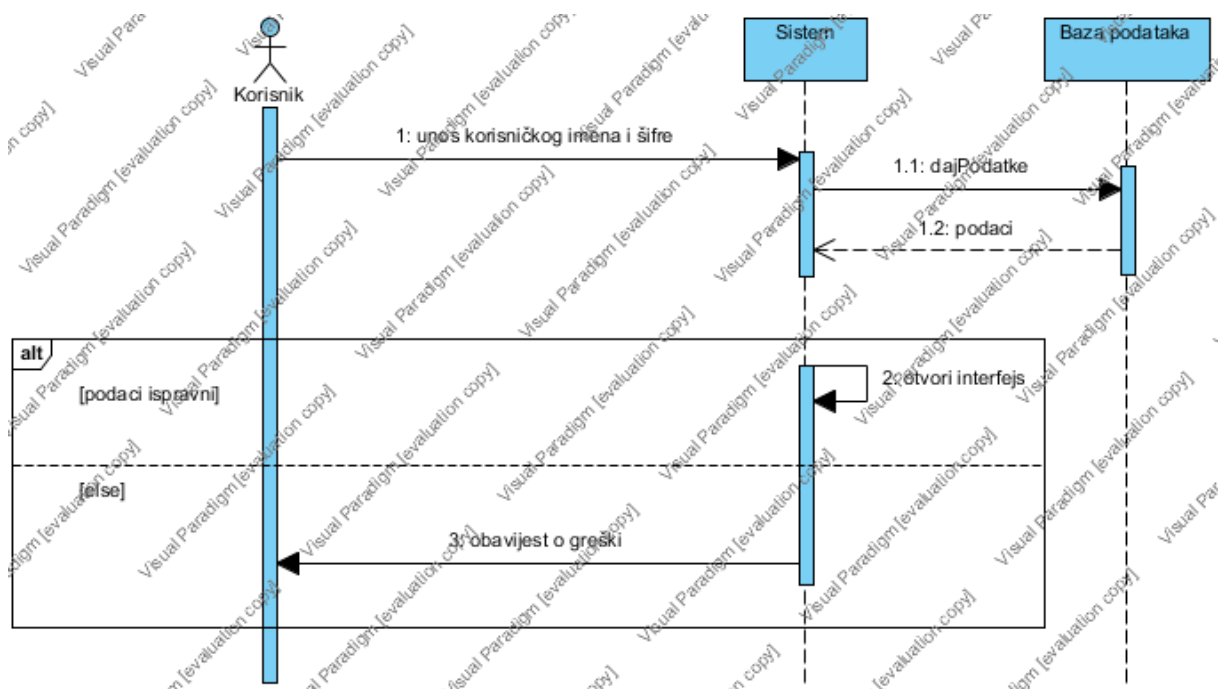 Korisnik
Sistem
Baza podataka
1: unos korisničkog imena i šifre
1.1: dajPodatke
1.2: podaci
alt
[podaci ispravni]
2: otvori interfejs
[else]
3: obavijest o greški
Visual Paradigm [evaluation copy]